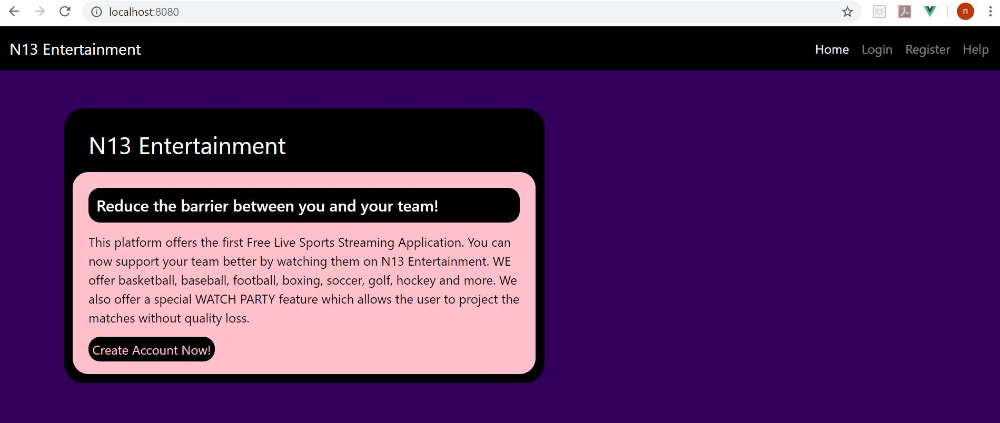 localhost:8080
n
N13 Entertainment
Home Login Register Help
N13 Entertainment
Reduce the barrier between you and your team!
This platform offers the first Free Live Sports Streaming Application. You can
now support your team better by watching them on N13 Entertainment. WE
offer basketball, baseball, football, boxing, soccer, golf, hockey and more. We
also offer a special WATCH PARTY feature which allows the user to project the
matches without quality loss.
Create Account Now!